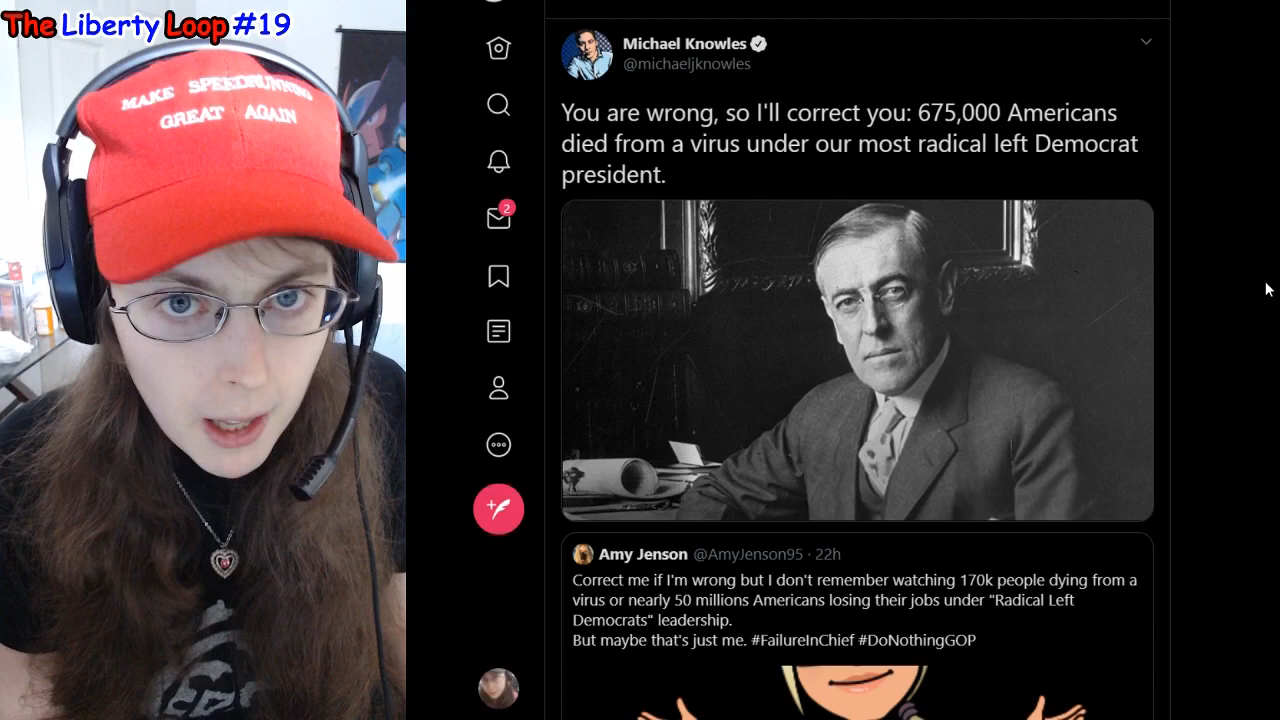 The Liberty Loop #19
MAKE SPEEDRUNNING
GREAT AGAIN
2
Michael Knowles
@michaeljknowles
You are wrong, so I'll correct you: 675,000 Americans
died from a virus under our most radical left Democrat
president.
Amy Jenson @AmyJenson95 · 22h
Correct me if I'm wrong but I don't remember watching 170k people dying from a
virus or nearly 50 millions Americans losing their jobs under "Radical Left
Democrats" leadership.
But maybe that's just me. #FailureInChief #DoNothingGOP